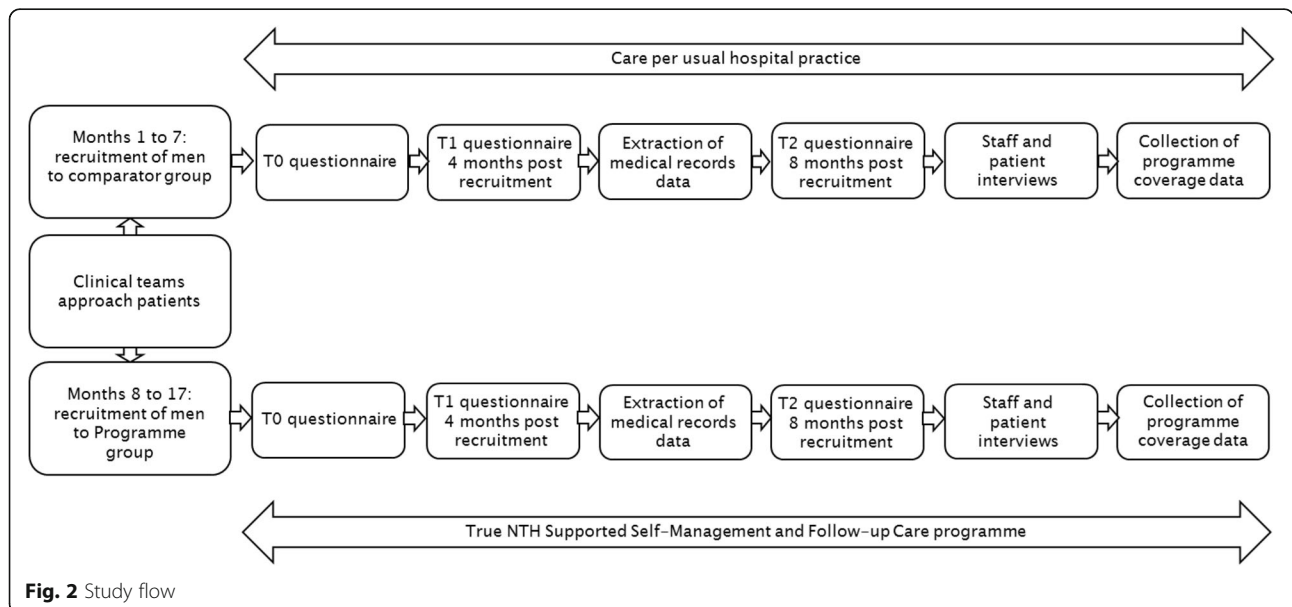 Care per usual hospital practice
Months 1 to 7:
recruitment of men
to comparator group
T0 questionnaire
T1 questionnaire
4 months post
recruitment
Extraction of
medical records
data
T2 questionnaire
8 months post
recruitment
Staff and
patient
interviews
Collection of
programme
coverage data
Clinical teams
approach patients
Months 8 to 17:
recruitment of men
to Programme
group
T0 questionnaire
T1 questionnaire
4 months post
recruitment
Extraction of
medical records
data
T2 questionnaire
8 months post
recruitment
Staff and
patient
interviews
Collection of
programme
coverage data
True NTH Supported Self-Management and Follow-up Care programme
Fig. 2 Study flow